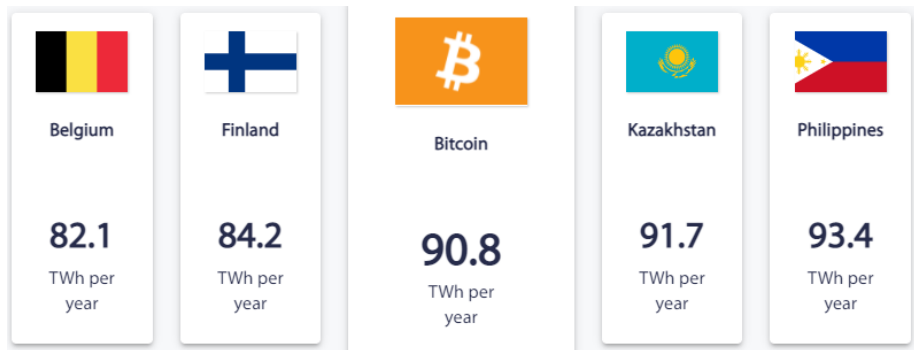 Belgium
82.1
TWh per
year
Finland
84.2
TWh per
year
Bitcoin
90.8
TWh per
year
Kazakhstan
91.7
TWh per
year
Philippines
93.4
TWh per
year